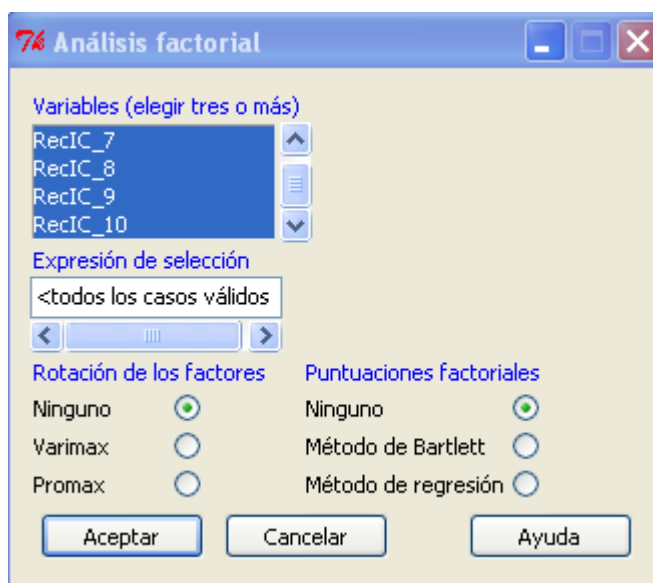 Análisis factorial
Variables (elegir tres o más)
RecIC_7
RecIC_8
RecIC_9
RecIC_10
Expresión de selección
<todos los casos válidos
Rotación de los factores
Puntuaciones factoriales
Ninguno
Ninguno
Varimax
Método de Bartlett
Promax
Método de regresión
Aceptar
Cancelar
Ayuda